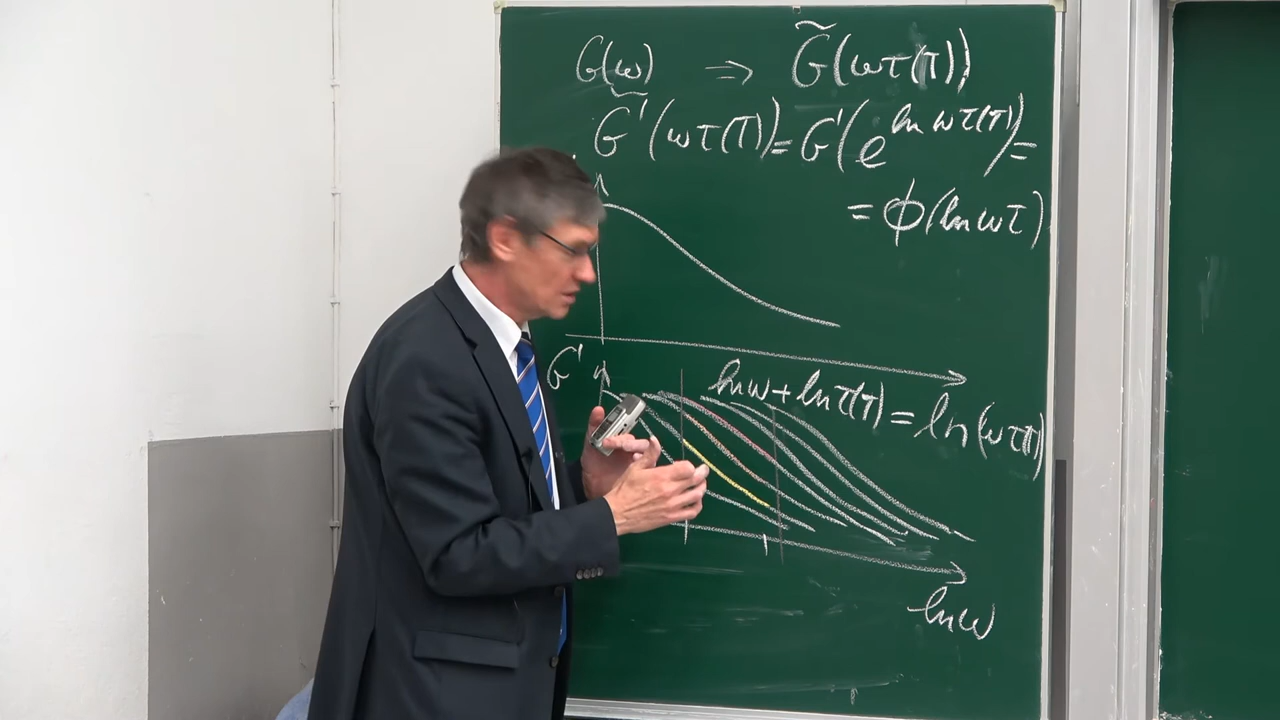 G(ω) ⇒ G̃(ωτ(T))
G̃'(ωτ(T)) = G'(e^{ln ωτ(T)}) =
= ϕ(ln ωτ)
G'
ln ω + ln τ(T) = ln(ωτ(T))
ln ω